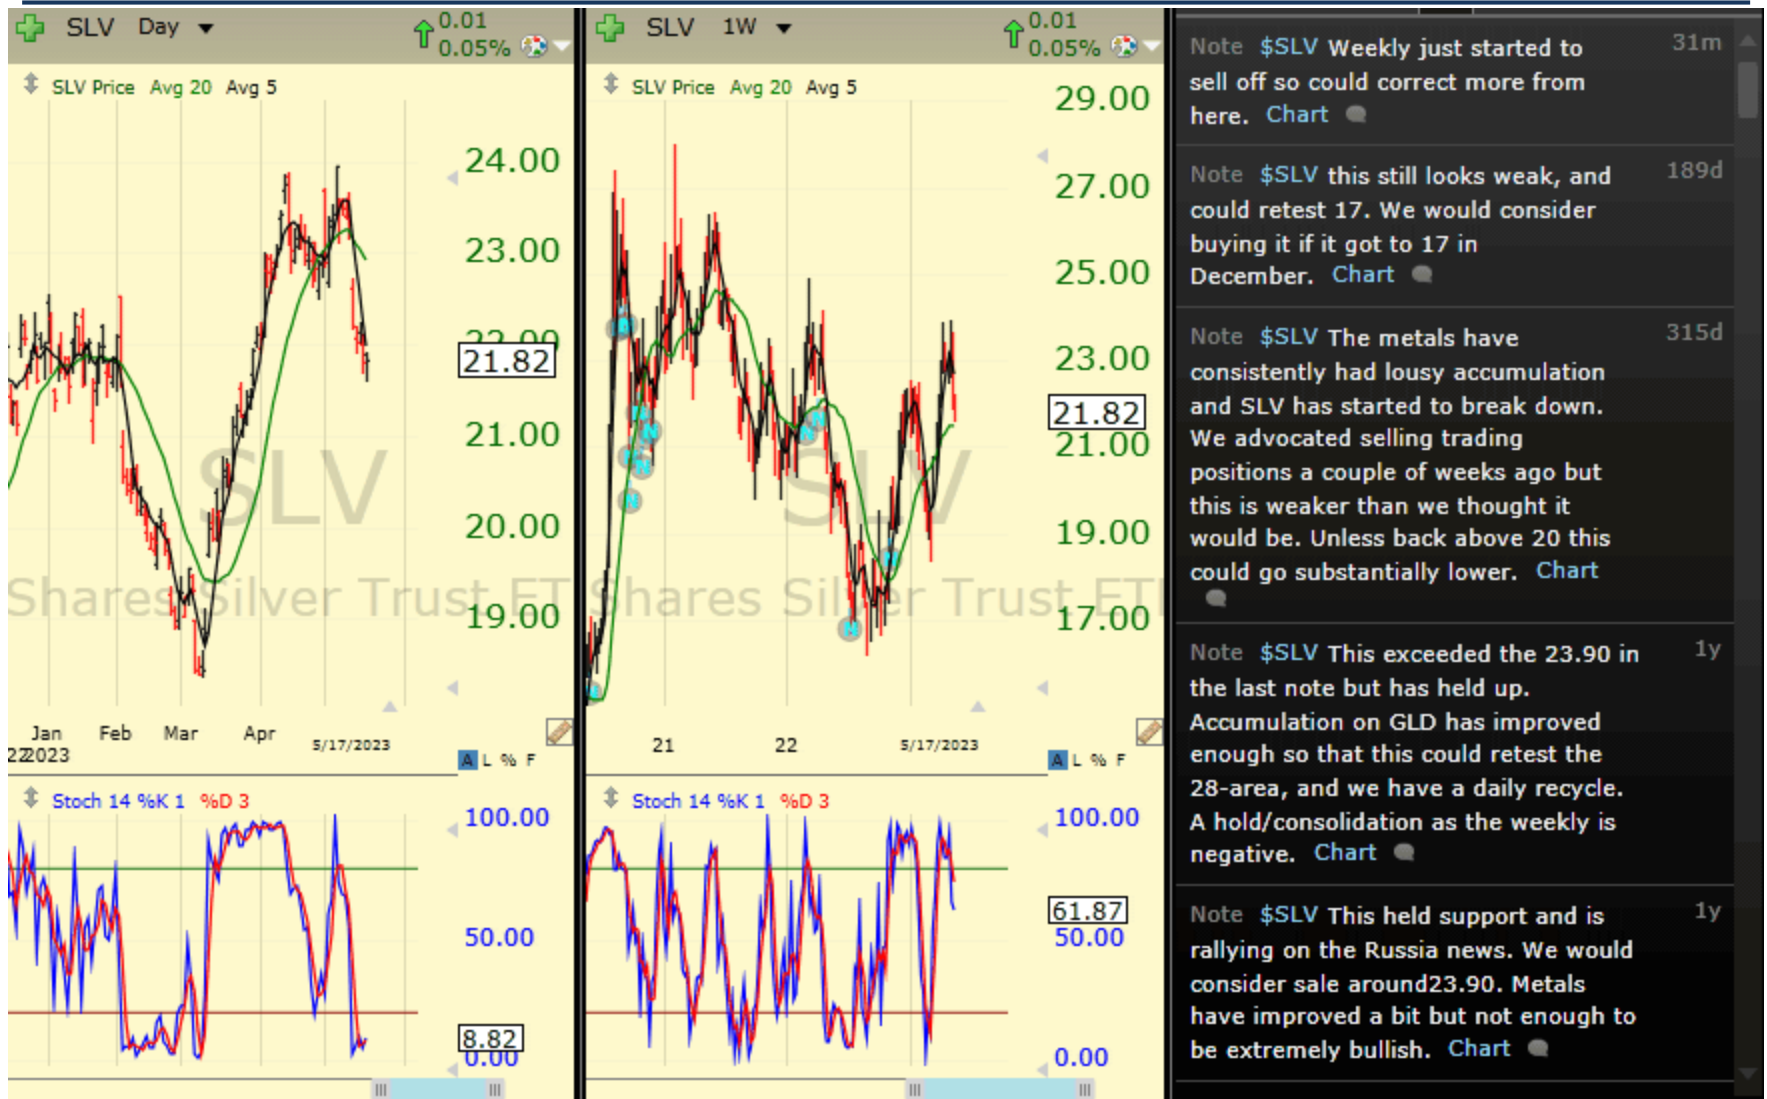 SLV Day
0.01
0.05%
SLV Price Avg 20 Avg 5
24.00
23.00
22.00
21.82
21.00
20.00
19.00
SLV
Shares Silver Trust ET
Jan Feb Mar Apr 5/17/2023
22 2023
A L % F
Stoch 14 %K 1 %D 3
100.00
50.00
8.82
0.00
SLV 1W
0.01
0.05%
SLV Price Avg 20 Avg 5
29.00
27.00
25.00
23.00
21.82
21.00
19.00
17.00
SLV
Shares Silver Trust ETF
N
N
N
N
N
N
N
N
N
N
21 22 5/17/2023
A L % F
Stoch 14 %K 1 %D 3
100.00
61.87
50.00
0.00
Note $SLV Weekly just started to 31m
sell off so could correct more from
here. Chart
Note $SLV this still looks weak, and 189d
could retest 17. We would consider
buying it if it got to 17 in
December. Chart
Note $SLV The metals have 315d
consistently had lousy accumulation
and SLV has started to break down.
We advocated selling trading
positions a couple of weeks ago but
this is weaker than we thought it
would be. Unless back above 20 this
could go substantially lower. Chart
Note $SLV This exceeded the 23.90 in 1y
the last note but has held up.
Accumulation on GLD has improved
enough so that this could retest the
28-area, and we have a daily recycle.
A hold/consolidation as the weekly is
negative. Chart
Note $SLV This held support and is 1y
rallying on the Russia news. We would
consider sale around23.90. Metals
have improved a bit but not enough to
be extremely bullish. Chart